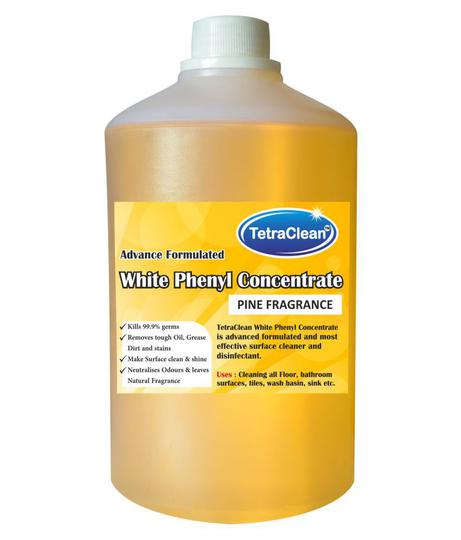 TetraClean
Advance Formulated
White Phenyl Concentrate
PINE FRAGRANCE
✓ Kills 99.9% germs
✓ Removes tough Oil, Grease
Dirt and stains
✓ Make Surface clean & shine
✓ Neutralises Odours & leaves
Natural Fragrance
TetraClean White Phenyl Concentrate
is advanced formulated and most
effective surface cleaner and
disinfectant.
Uses : Cleaning all Floor, bathroom
surfaces, tiles, wash basin, sink etc.